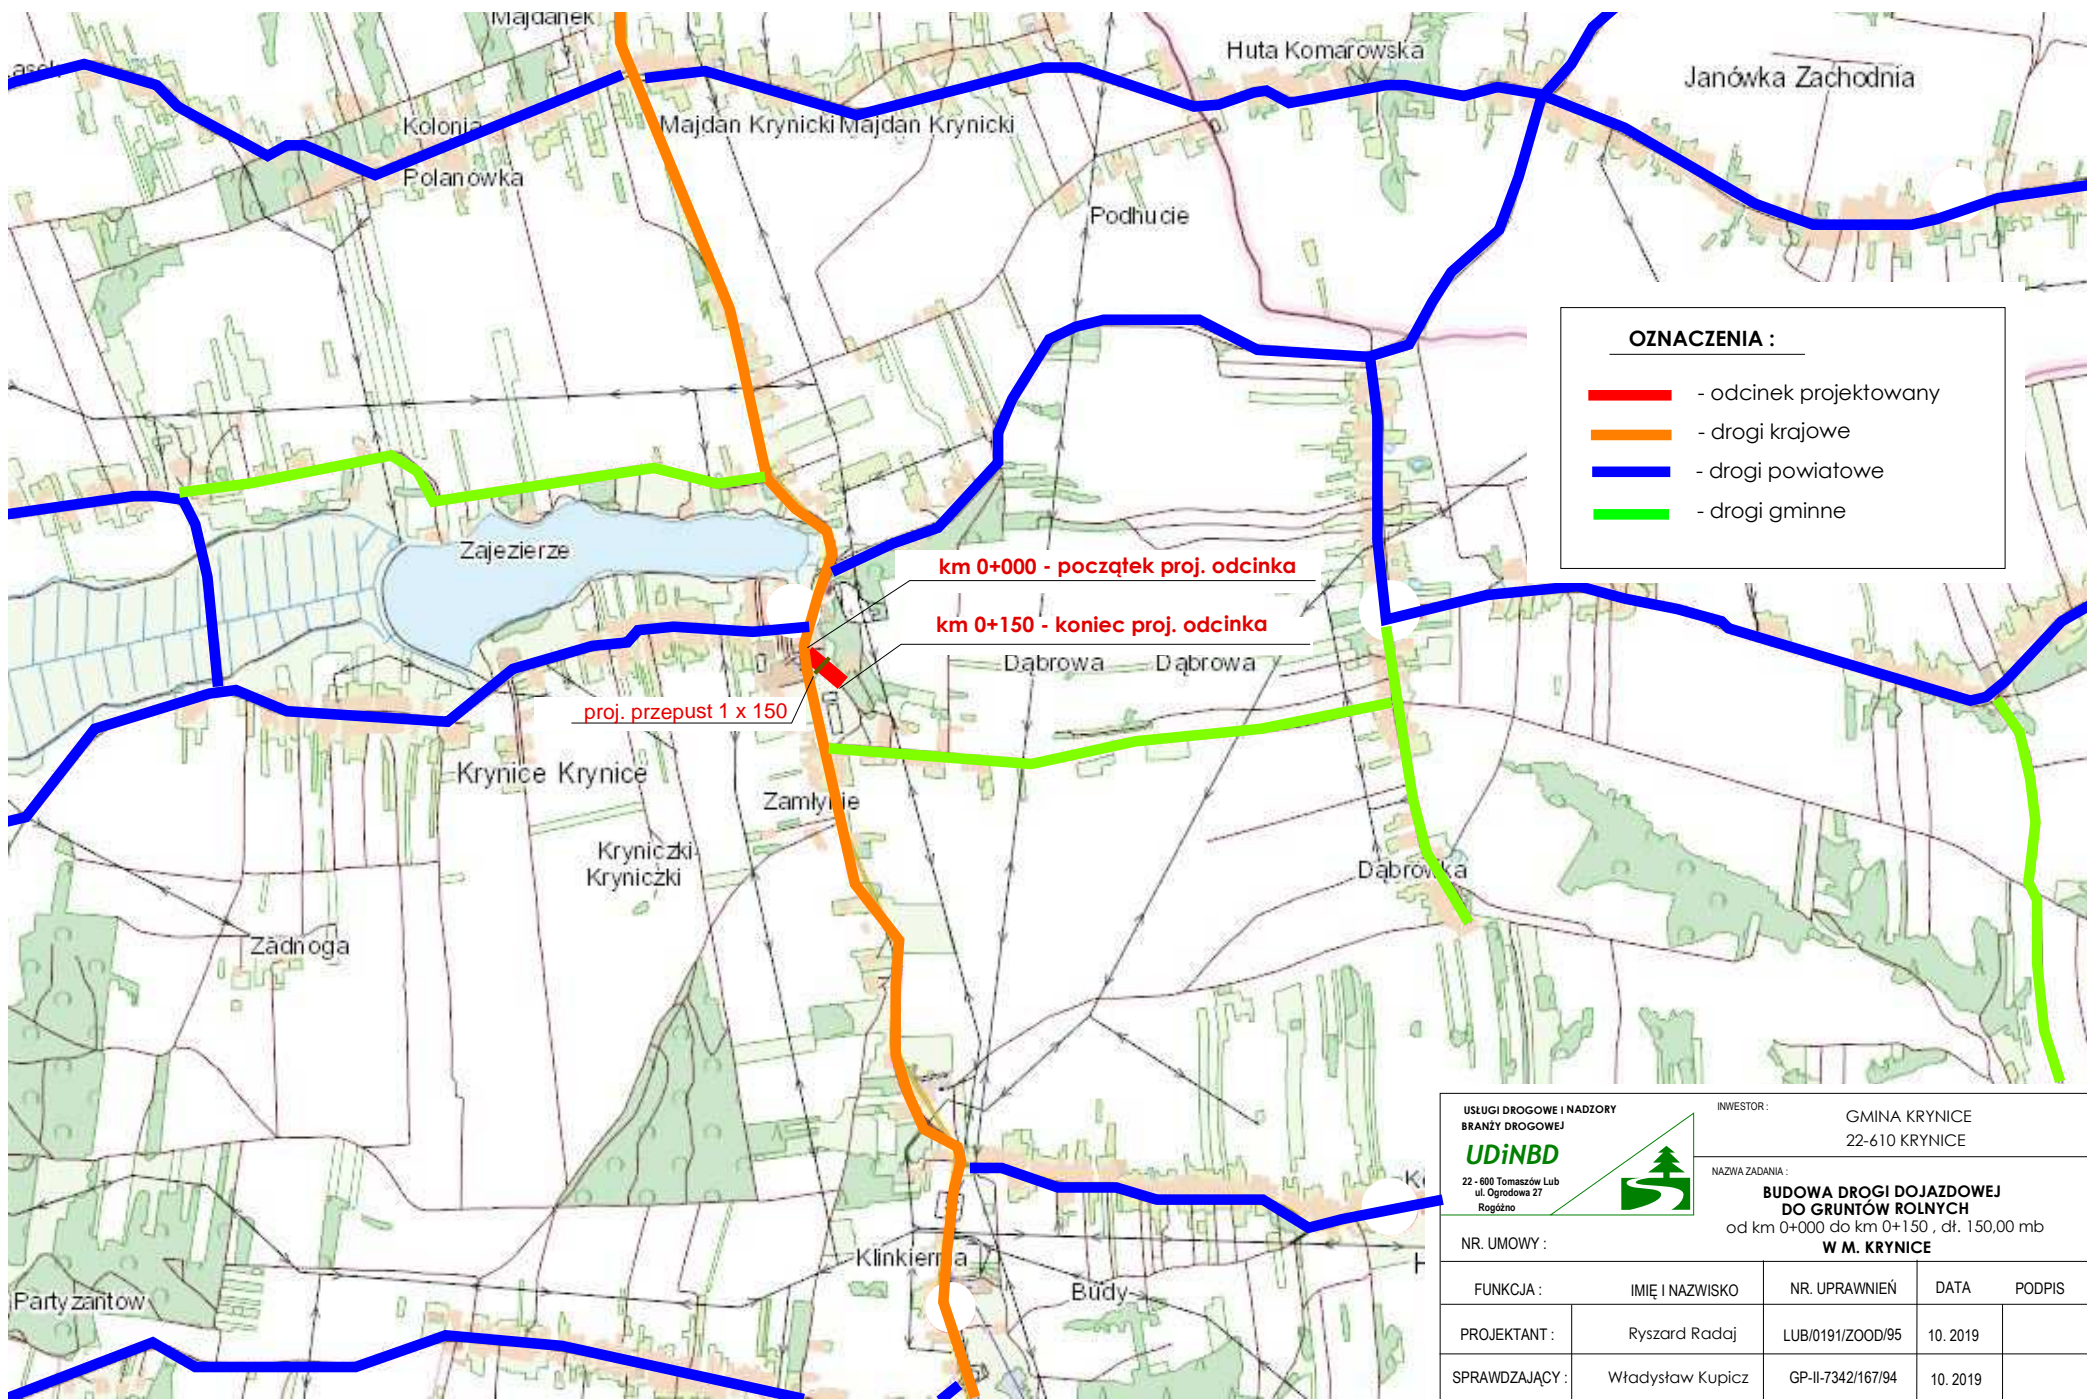 Majdanek
Huta Komarowska
Janówka Zachodnia
Kolonia
Majdan Krynicki Majdan Krynicki
Polanówka
Podhucie
OZNACZENIA :
- odcinek projektowany
- drogi krajowe
- drogi powiatowe
- drogi gminne
Zajezierze
km 0+000 - początek proj. odcinka
km 0+150 - koniec proj. odcinka
Dąbrowa Dąbrowa
proj. przepust 1 x 150
Krynice Krynice
Zamłynie
Kryniczki
Kryniczki
Dąbrówka
Zadnoga
Klinkiernia
Budy
Partyzantów
USŁUGI DROGOWE I NADZORY
BRANŻY DROGOWEJ
UDiNBD
22 - 600 Tomaszów Lub
ul. Ogrodowa 27
Rogóźno
INWESTOR :
GMINA KRYNICE
22-610 KRYNICE
NAZWA ZADANIA :
BUDOWA DROGI DOJAZDOWEJ
DO GRUNTÓW ROLNYCH
od km 0+000 do km 0+150 , dł. 150,00 mb
W M. KRYNICE
NR. UMOWY :
FUNKCJA : IMIĘ I NAZWISKO NR. UPRAWNIEŃ DATA PODPIS
PROJEKTANT : Ryszard Radaj LUB/0191/ZOOD/95 10. 2019
SPRAWDZAJĄCY : Władysław Kupicz GP-II-7342/167/94 10. 2019